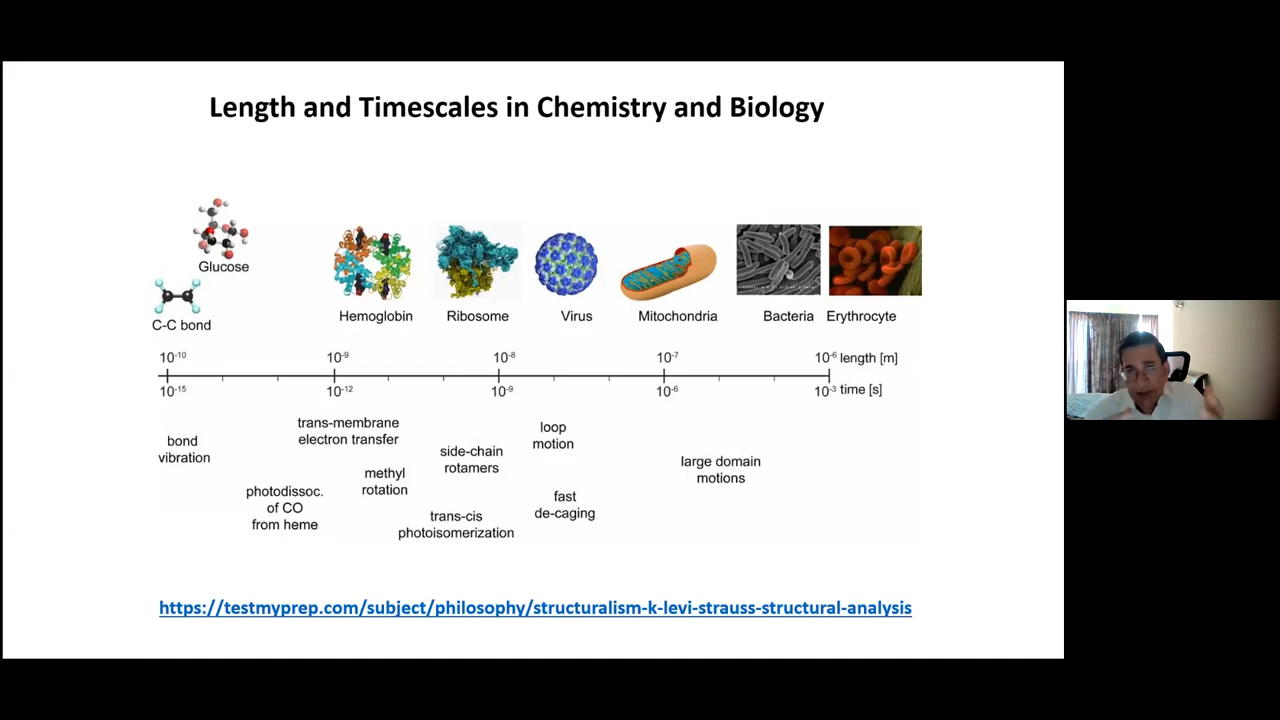 Length and Timescales in Chemistry and Biology
Glucose
C-C bond
Hemoglobin
Ribosome
Virus
Mitochondria
Bacteria
Erythrocyte
10-10
10-9
10-8
10-7
10-6 length [m]
10-15
10-12
10-9
10-6
10-3 time [s]
bond
vibration
photodissoc.
of CO
from heme
trans-membrane
electron transfer
methyl
rotation
side-chain
rotamers
trans-cis
photoisomerization
loop
motion
fast
de-caging
large domain
motions
https://testmyprep.com/subject/philosophy/structuralism-k-levi-strauss-structural-analysis